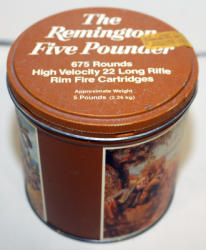 The
Remington
Five Pounder
675 Rounds
High Velocity 22 Long Rifle
Rim Fire Cartridges
Approximate Weight
5 Pounds (2.26 kg)